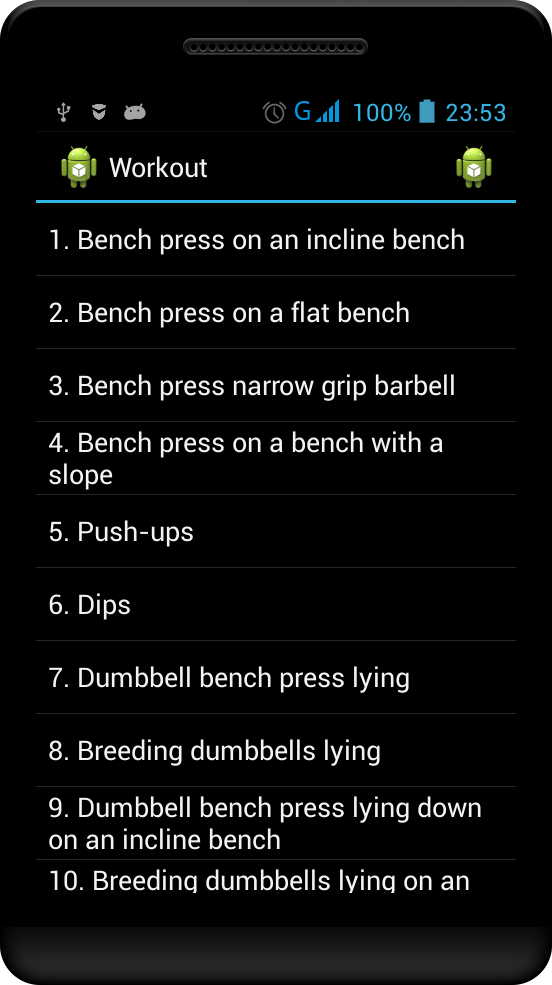 G 100% 23:53
Workout
1. Bench press on an incline bench
2. Bench press on a flat bench
3. Bench press narrow grip barbell
4. Bench press on a bench with a
slope
5. Push-ups
6. Dips
7. Dumbbell bench press lying
8. Breeding dumbbells lying
9. Dumbbell bench press lying down
on an incline bench
10. Breeding dumbbells lying on an